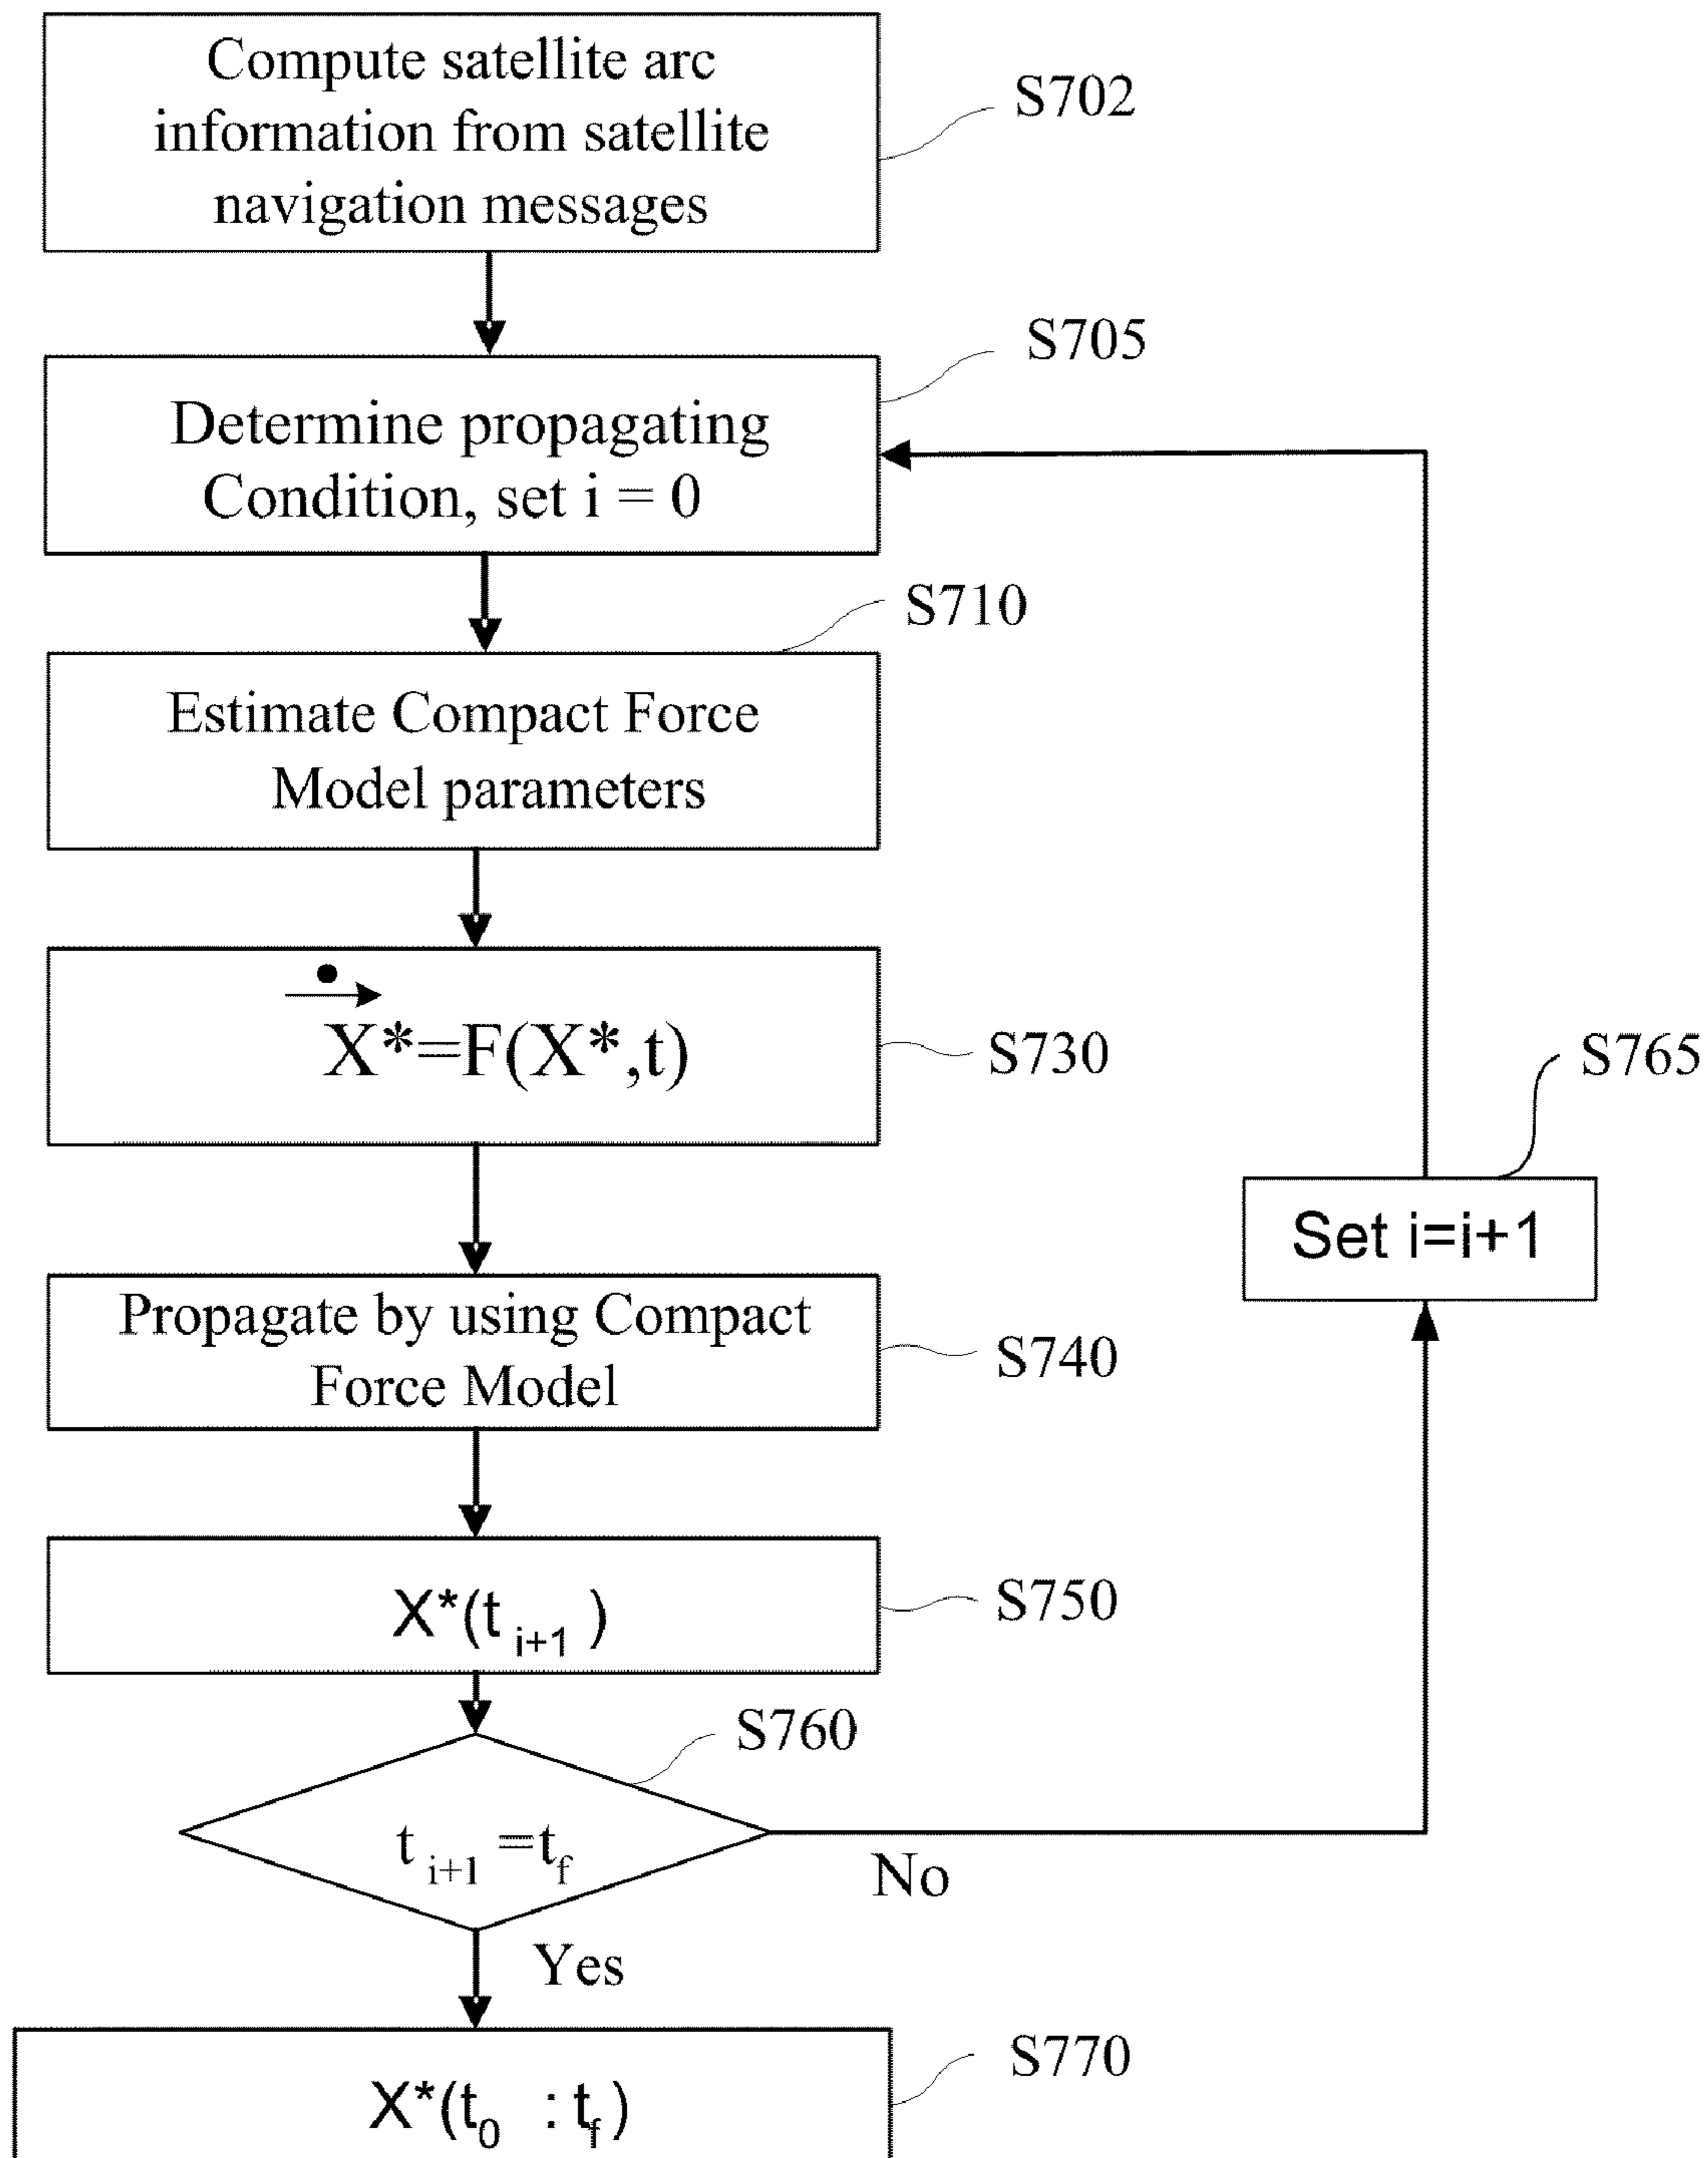 Compute satellite arc
information from satellite
navigation messages
S702
S705
Determine propagating
Condition, set i = 0
S710
Estimate Compact Force
Model parameters
X*=F(X*,t)
S730
S765
Set i=i+1
Propagate by using Compact
Force Model
S740
X*(t i+1 )
S750
S760
t i+1 =tf
No
Yes
S770
X*(t0 : tf)